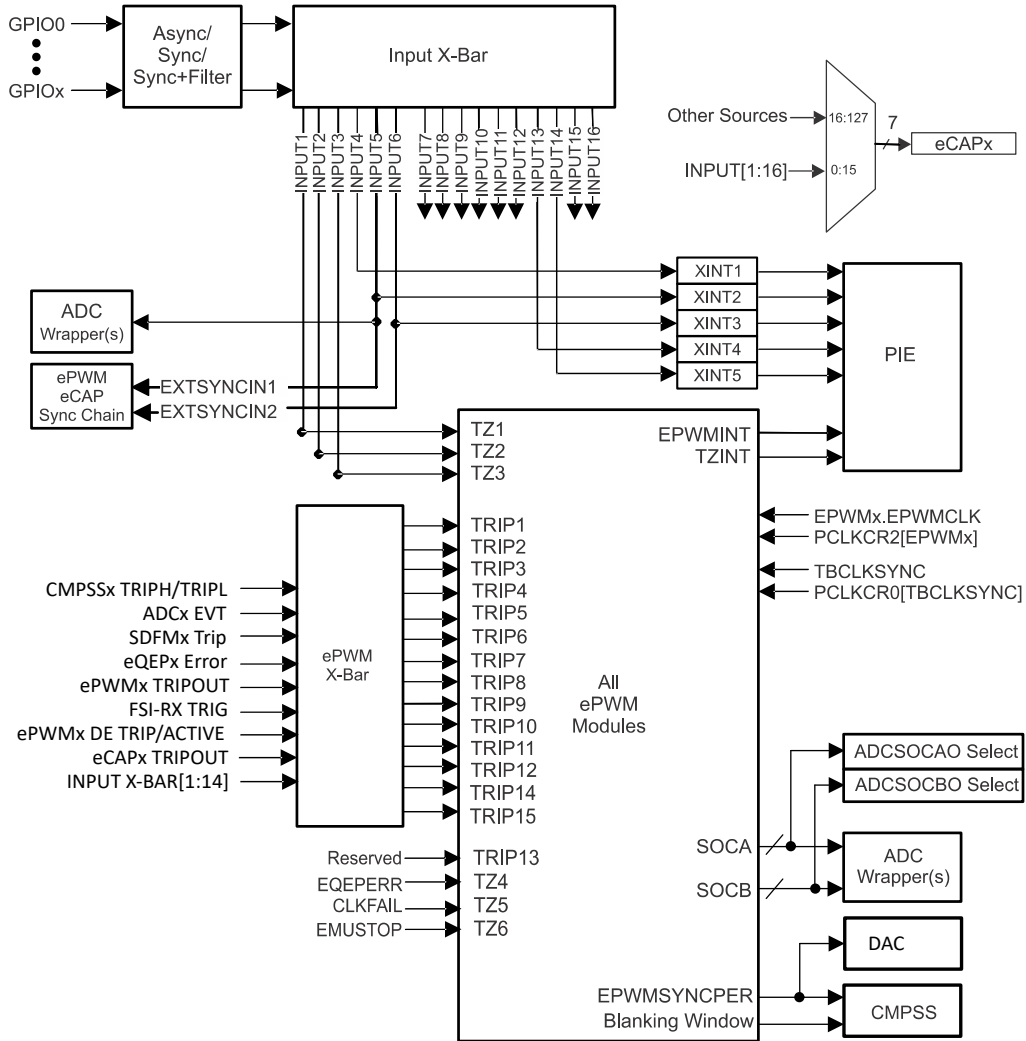 GPIO0
GPIOx
Async/
Sync/
Sync+Filter
Input X-Bar
INPUT1
INPUT2
INPUT3
INPUT4
INPUT5
INPUT6
INPUT7
INPUT8
INPUT9
INPUT10
INPUT11
INPUT12
INPUT13
INPUT14
INPUT15
INPUT16
Other Sources
16:127
INPUT[1:16]
0:15
7
eCAPx
XINT1
XINT2
XINT3
XINT4
XINT5
PIE
ADC
Wrapper(s)
ePWM
eCAP
Sync Chain
EXTSYNCIN1
EXTSYNCIN2
TZ1
TZ2
TZ3
EPWMINT
TZINT
TRIP1
TRIP2
TRIP3
TRIP4
TRIP5
TRIP6
TRIP7
TRIP8
TRIP9
TRIP10
TRIP11
TRIP12
TRIP14
TRIP15
EPWMx.EPWMCLK
PCLKCR2[EPWMx]
TBCLKSYNC
PCLKCR0[TBCLKSYNC]
CMPSSx TRIPH/TRIPL
ADCx EVT
SDFMx Trip
eQEPx Error
ePWMx TRIPOUT
FSI-RX TRIG
ePWMx DE TRIP/ACTIVE
eCAPx TRIPOUT
INPUT X-BAR[1:14]
ePWM
X-Bar
All
ePWM
Modules
Reserved
EQEPERR
CLKFAIL
EMUSTOP
TRIP13
TZ4
TZ5
TZ6
SOCA
SOCB
ADCSOCAO Select
ADCSOCBO Select
ADC
Wrapper(s)
DAC
EPWMSYNCPER
Blanking Window
CMPSS